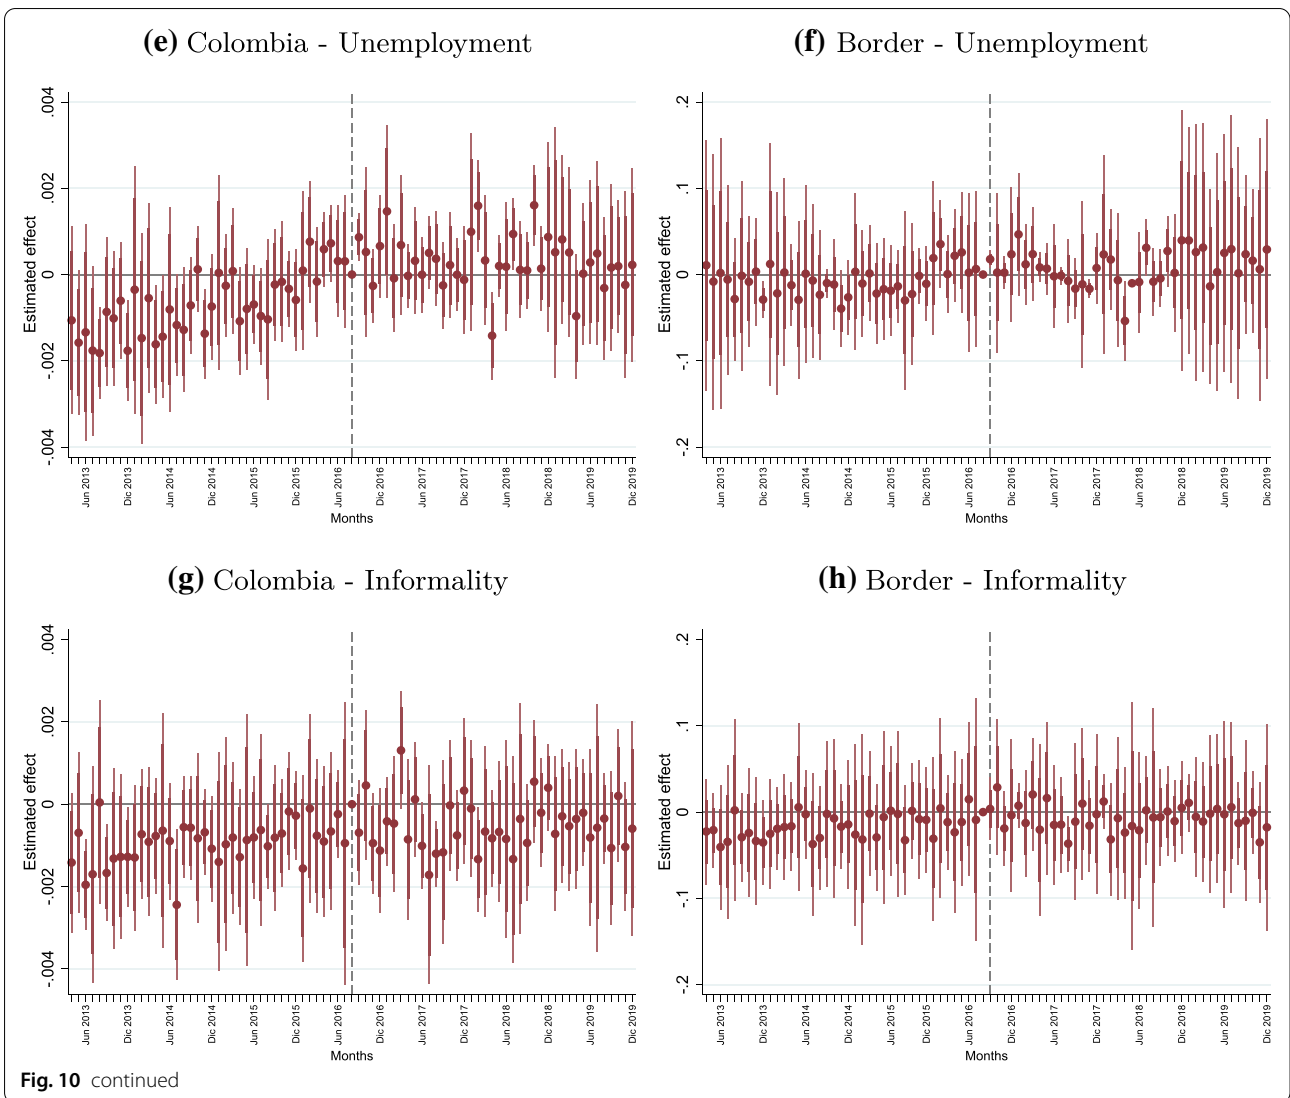 (e) Colombia - Unemployment
.004
.002
0
-.002
-.004
Estimated effect
Jun 2013
Dic 2013
Jun 2014
Dic 2014
Jun 2015
Dic 2015
Jun 2016
Dic 2016
Jun 2017
Dic 2017
Jun 2018
Dic 2018
Jun 2019
Dic 2019
Months
(f) Border - Unemployment
.2
.1
0
-.1
-.2
Estimated effect
Jun 2013
Dic 2013
Jun 2014
Dic 2014
Jun 2015
Dic 2015
Jun 2016
Dic 2016
Jun 2017
Dic 2017
Jun 2018
Dic 2018
Jun 2019
Dic 2019
Months
(g) Colombia - Informality
.004
.002
0
-.002
-.004
Estimated effect
Jun 2013
Dic 2013
Jun 2014
Dic 2014
Jun 2015
Dic 2015
Jun 2016
Dic 2016
Jun 2017
Dic 2017
Jun 2018
Dic 2018
Jun 2019
Dic 2019
Months
(h) Border - Informality
.2
.1
0
-.1
-.2
Estimated effect
Jun 2013
Dic 2013
Jun 2014
Dic 2014
Jun 2015
Dic 2015
Jun 2016
Dic 2016
Jun 2017
Dic 2017
Jun 2018
Dic 2018
Jun 2019
Dic 2019
Months
Fig. 10 continued